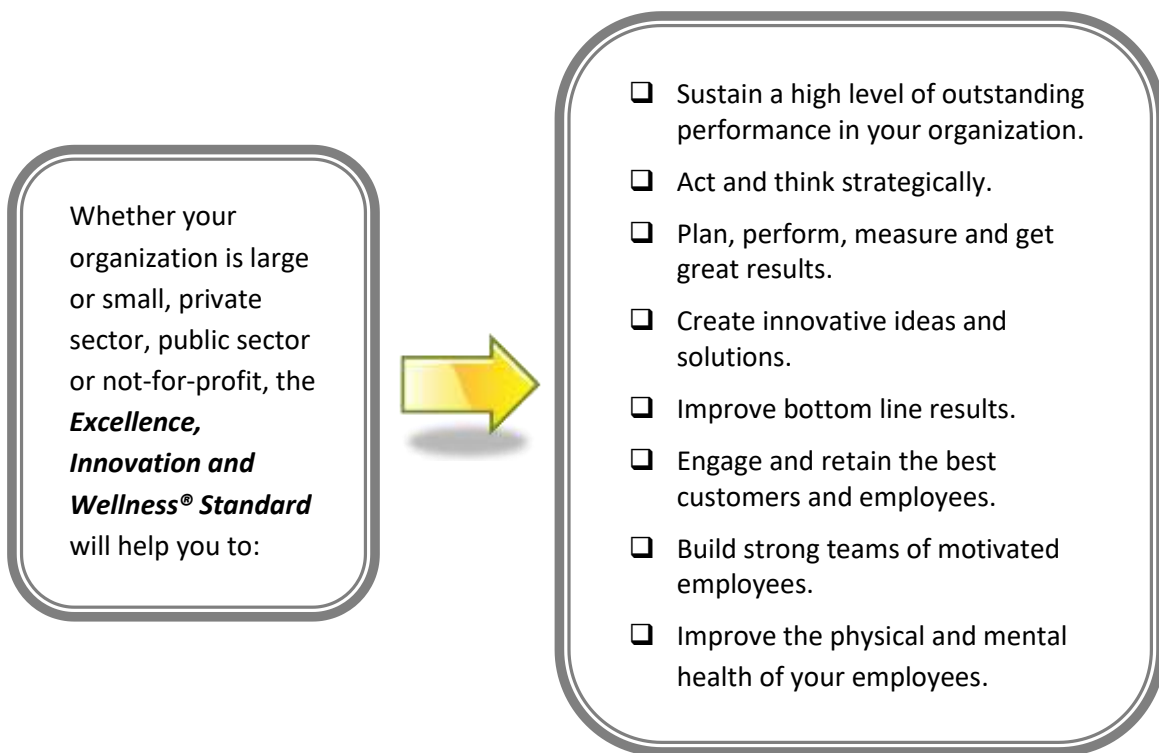 Whether your
organization is large
or small, private
sector, public sector
or not-for-profit, the
Excellence,
Innovation and
Wellness® Standard
will help you to:
❑ Sustain a high level of outstanding
performance in your organization.
❑ Act and think strategically.
❑ Plan, perform, measure and get
great results.
❑ Create innovative ideas and
solutions.
❑ Improve bottom line results.
❑ Engage and retain the best
customers and employees.
❑ Build strong teams of motivated
employees.
❑ Improve the physical and mental
health of your employees.